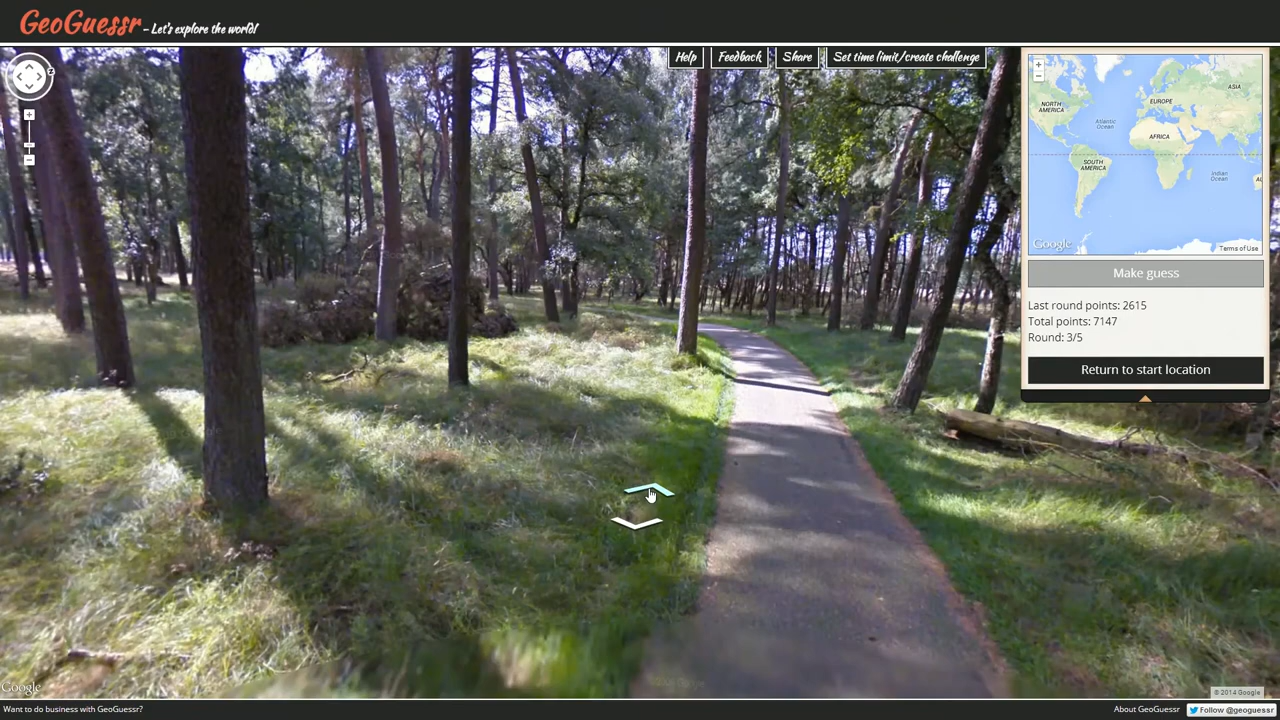 GeoGuessr – Let's explore the world!
Help
Feedback
Share
Set time limit/create challenge
+
−
+
−
NORTH AMERICA
EUROPE
ASIA
Atlantic Ocean
AFRICA
SOUTH AMERICA
Indian Ocean
AU
Google
Terms of Use
Make guess
Last round points: 2615
Total points: 7147
Round: 3/5
Return to start location
Google
© 2014 Google
Want to do business with GeoGuessr?
About GeoGuessr
Follow @geoguessr